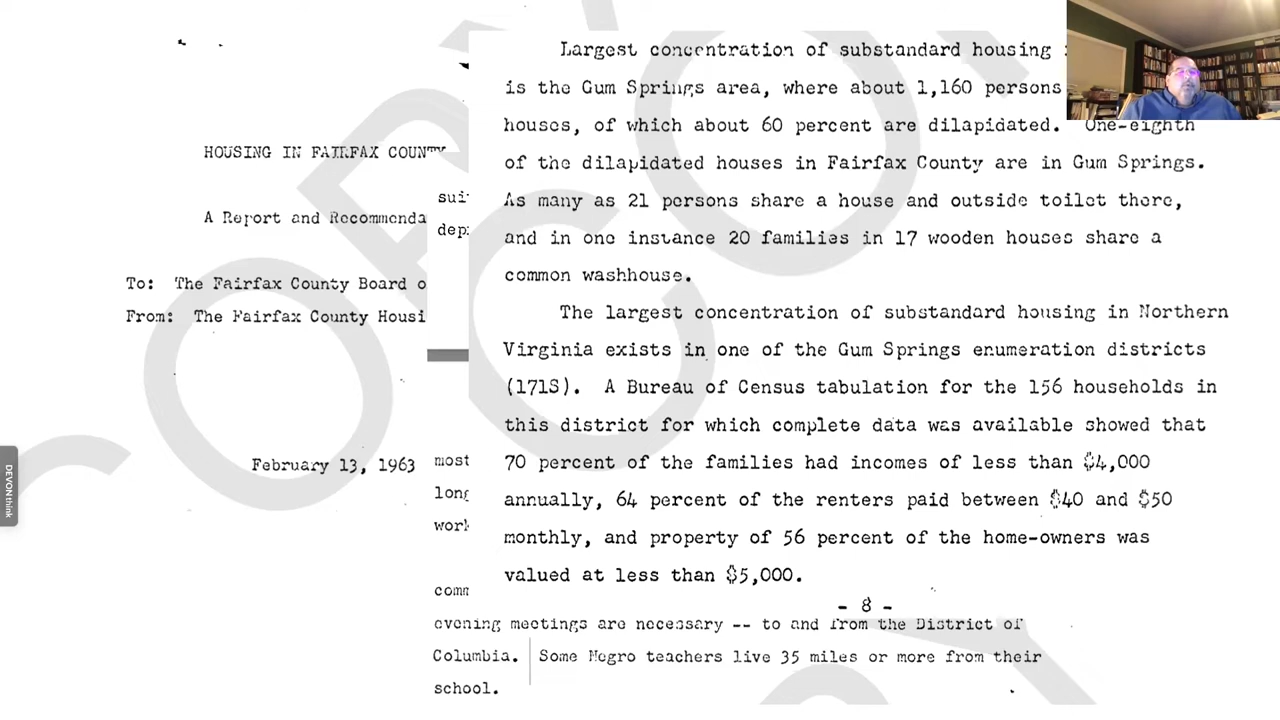 HOUSING IN FAIRFAX COUNTY
A Report and Recommenda
To: The Fairfax County Board o
From: The Fairfax County Housi
February 13, 1963
Largest concentration of substandard housing
is the Gum Springs area, where about 1,160 persons
houses, of which about 60 percent are dilapidated. One-eighth
of the dilapidated houses in Fairfax County are in Gum Springs.
As many as 21 persons share a house and outside toilet there,
and in one instance 20 families in 17 wooden houses share a
common washhouse.
The largest concentration of substandard housing in Northern
Virginia exists in one of the Gum Springs enumeration districts
(171S). A Bureau of Census tabulation for the 156 households in
this district for which complete data was available showed that
70 percent of the families had incomes of less than $4,000
annually, 64 percent of the renters paid between $40 and $50
monthly, and property of 56 percent of the home-owners was
valued at less than $5,000.
- 8 -
sui
dep
most
long
work
comm
evening meetings are necessary -- to and from the District of
Columbia. Some Negro teachers live 35 miles or more from their
school.
COPY
DEVONthink